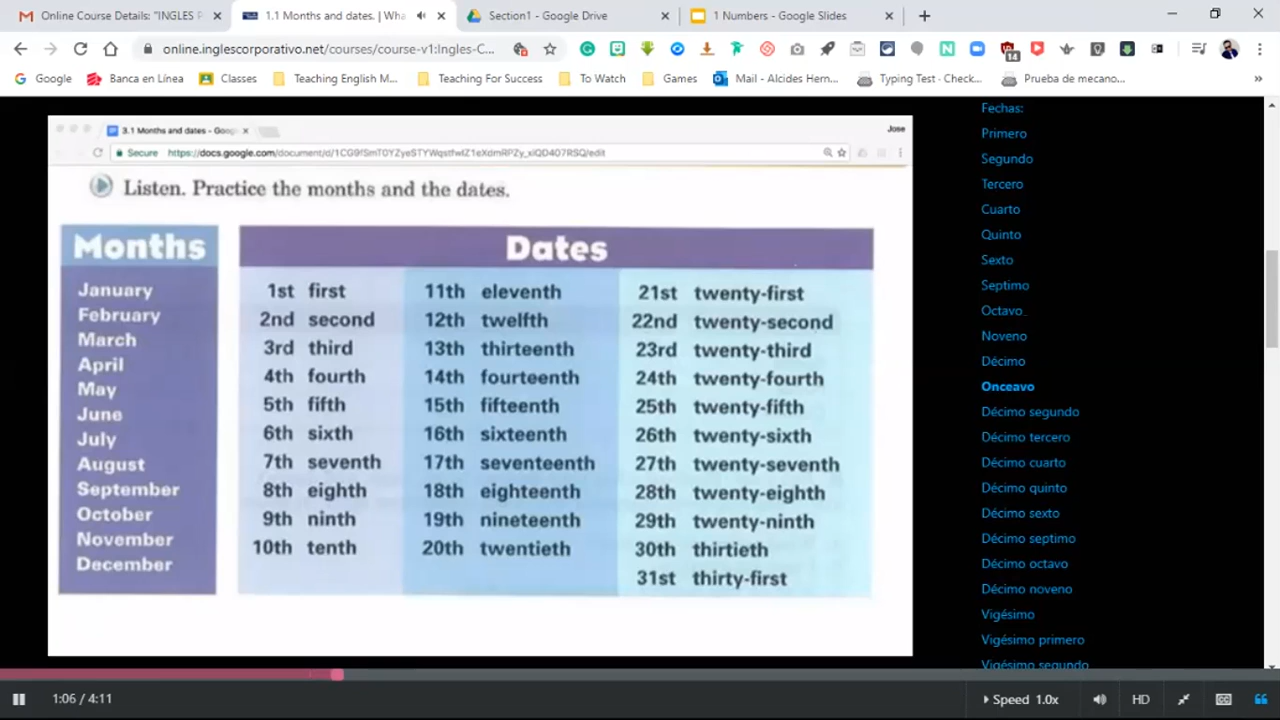 Online Course Details: "INGLES P
1.1 Months and dates. | Wha
Section1 - Google Drive
1 Numbers - Google Slides
online.inglescorporativo.net/courses/course-v1:Ingles-C...
14
Google
Banca en Línea
Classes
Teaching English M...
Teaching For Success
To Watch
Games
Mail - Alcides Hern...
Typing Test - Check...
Prueba de mecano...
3.1 Months and dates - Goog
Jose
Secure
Listen. Practice the months and the dates.
Months
January
February
March
April
May
June
July
August
September
October
November
December
Dates
1st first
2nd second
3rd third
4th fourth
5th fifth
6th sixth
7th seventh
8th eighth
9th ninth
10th tenth
11th eleventh
12th twelfth
13th thirteenth
14th fourteenth
15th fifteenth
16th sixteenth
17th seventeenth
18th eighteenth
19th nineteenth
20th twentieth
21st twenty-first
22nd twenty-second
23rd twenty-third
24th twenty-fourth
25th twenty-fifth
26th twenty-sixth
27th twenty-seventh
28th twenty-eighth
29th twenty-ninth
30th thirtieth
31st thirty-first
Fechas:
Primero
Segundo
Tercero
Cuarto
Quinto
Sexto
Septimo
Octavo
Noveno
Décimo
Onceavo
Décimo segundo
Décimo tercero
Décimo cuarto
Décimo quinto
Décimo sexto
Décimo septimo
Décimo octavo
Décimo noveno
Vigésimo
Vigésimo primero
Vigésimo segundo
1:06 / 4:11
Speed 1.0x
HD